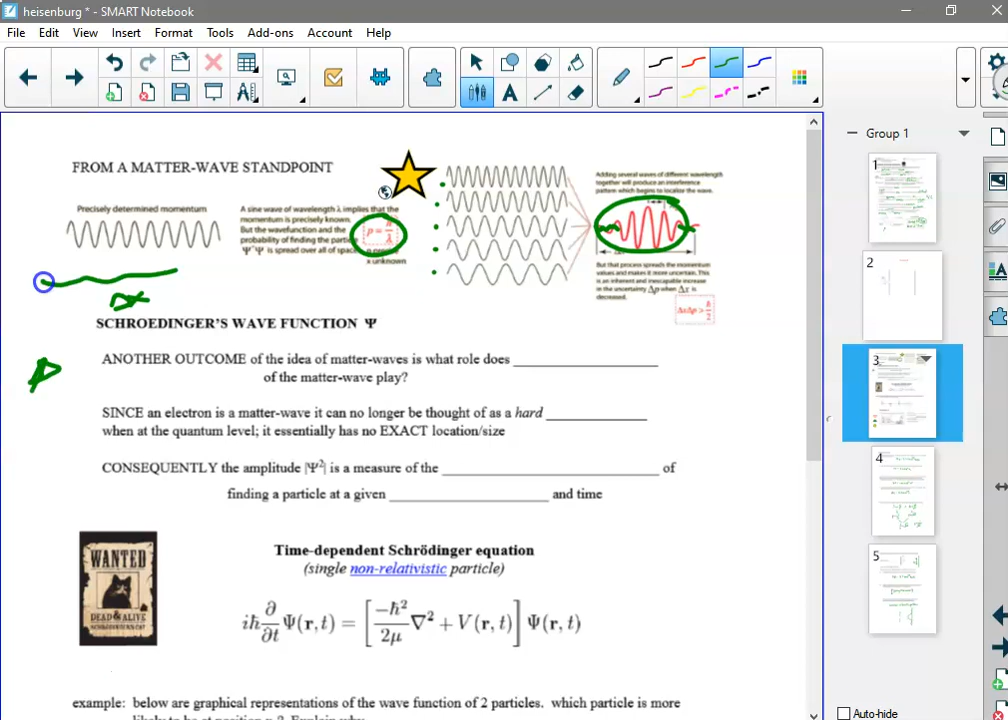 heisenburg * - SMART Notebook
File Edit View Insert Format Tools Add-ons Account Help
Group 1
FROM A MATTER-WAVE STANDPOINT
Precisely determined momentum
A sine wave of wavelength λ implies that the
momentum is precisely known.
But the wavefunction and the
probability of finding the
Ψ*Ψ is spread over all of space.
p =
λ
x unknown
Adding several waves of different wavelength
together will produce an interference
pattern which begins to localize the wave.
But that process spreads the momentum
values and makes it more uncertain. This
is an inherent and inescapable increase
in the uncertainty Δp when Δx is
decreased.
ΔxΔp >
SCHROEDINGER'S WAVE FUNCTION Ψ
P
ANOTHER OUTCOME of the idea of matter-waves is what role does
of the matter-wave play?
SINCE an electron is a matter-wave it can no longer be thought of as a hard
when at the quantum level; it essentially has no EXACT location/size
CONSEQUENTLY the amplitude |Ψ²| is a measure of the of
finding a particle at a given and time
WANTED
DEAD & ALIVE
SCHRODINGER'S CAT
Time-dependent Schrödinger equation
(single non-relativistic particle)
iħ ∂/∂t Ψ(r,t) = [ −ħ²/2μ ∇² + V(r,t) ] Ψ(r,t)
example: below are graphical representations of the wave function of 2 particles. which particle is more
1
2
3
4
5
Auto-hide